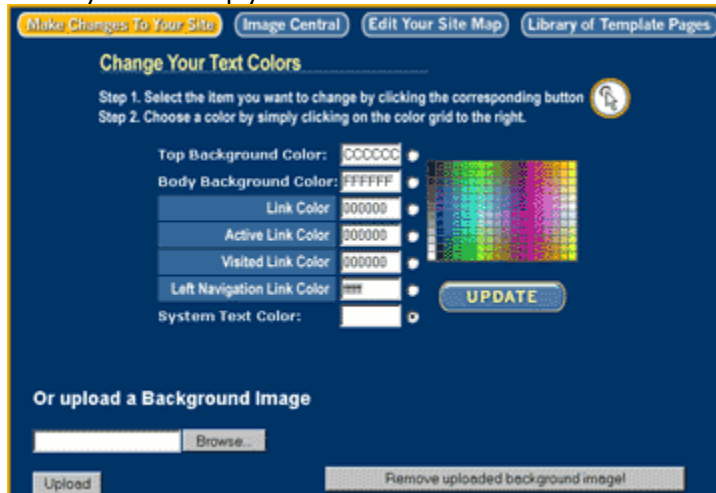 Make Changes To Your Site
Image Central
Edit Your Site Map
Library of Template Pages
Change Your Text Colors
Step 1. Select the item you want to change by clicking the corresponding button
Step 2. Choose a color by simply clicking on the color grid to the right.
Top Background Color: CCCCCC
Body Background Color: FFFFFF
Link Color 000000
Active Link Color 000000
Visited Link Color 000000
Left Navigation Link Color ffffff
UPDATE
System Text Color:
Or upload a Background Image
Browse...
Upload
Remove uploaded background image!